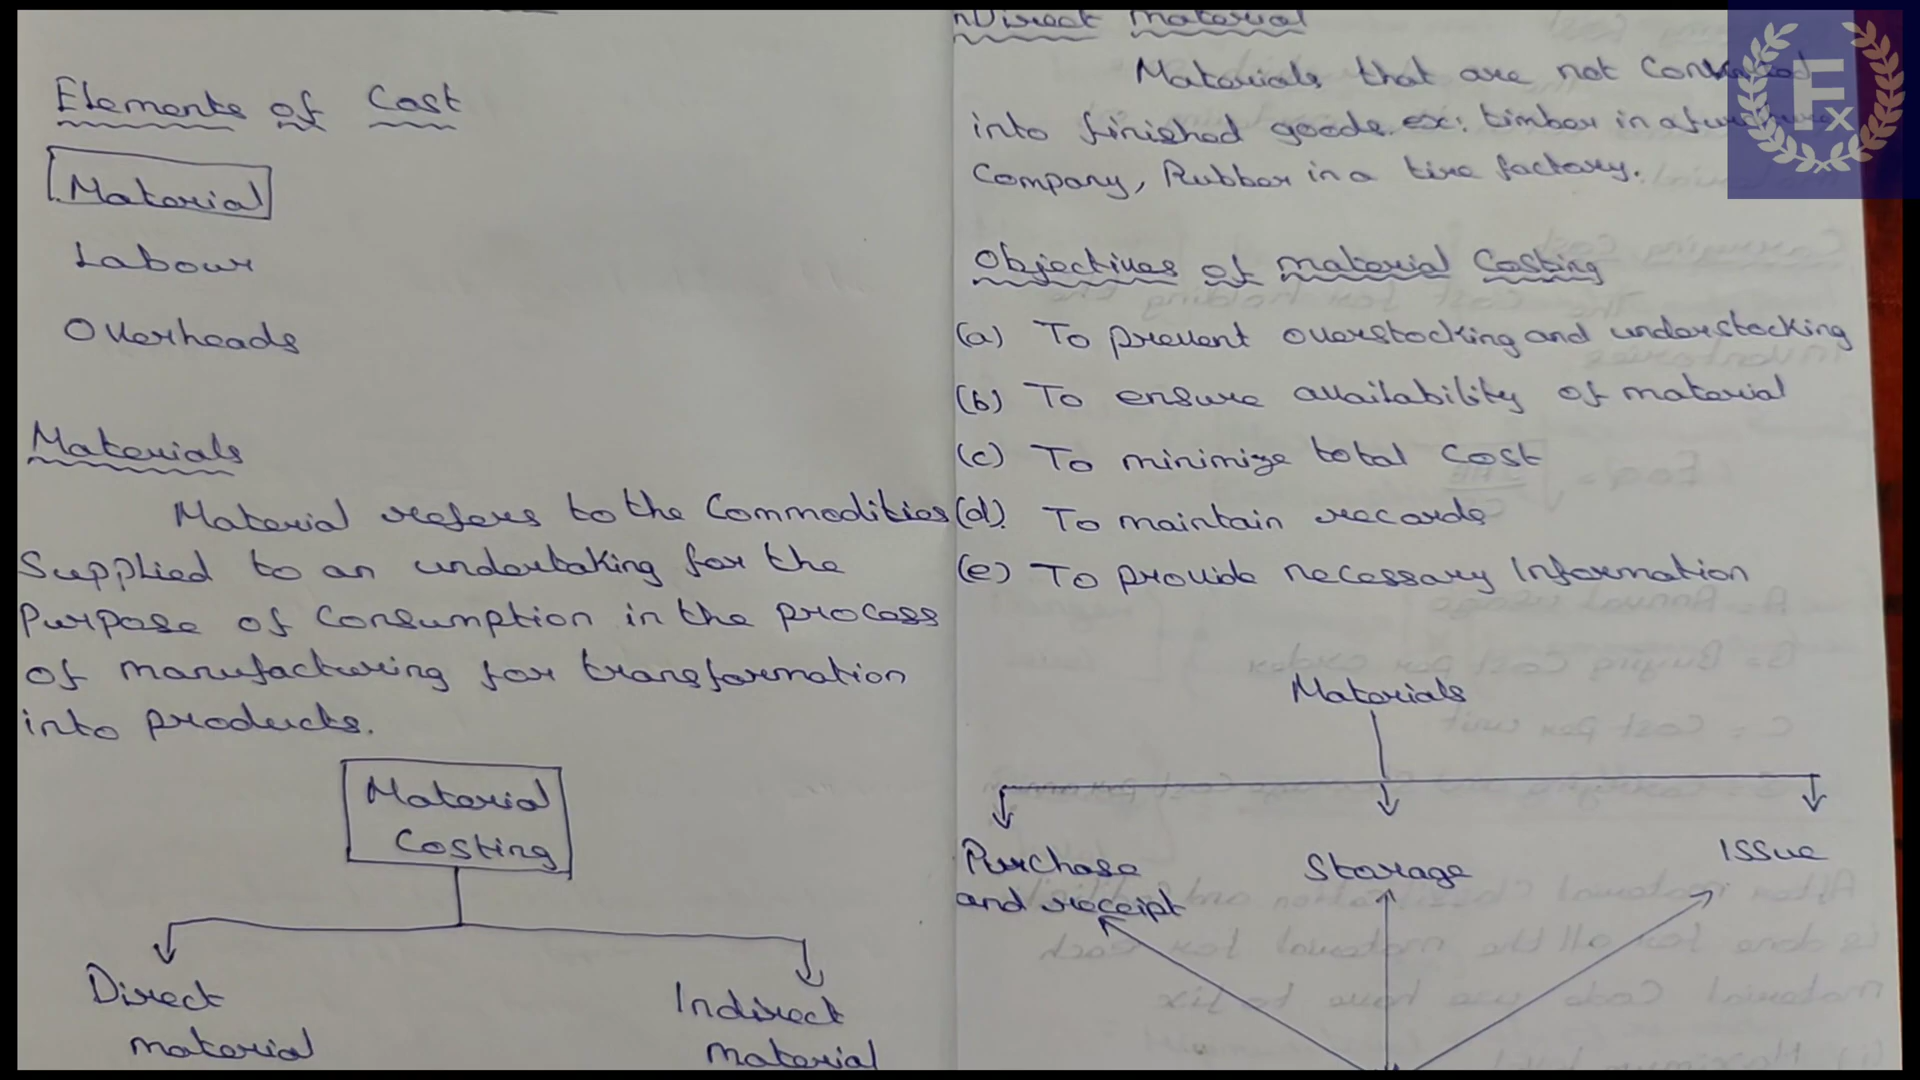 Elements of Cost
Material
Labour
Overheads
Materials
Material refers to the Commodities
Supplied to an undertaking for the
Purpose of Consumption in the process
of manufacturing for transformation
into products.
Material
Costing
Direct
material
Indirect
material
nDirect material
Materials that are not
into finished goods. ex: timber in a
Company, Rubber in a tire factory.
Objectives of material Costing
(a) To prevent overstocking and understocking
(b) To ensure availability of material
(c) To minimize total cost
(d) To maintain records
(e) To provide necessary Information
Materials
Purchase
and receipt
Storage
Issue
Fx